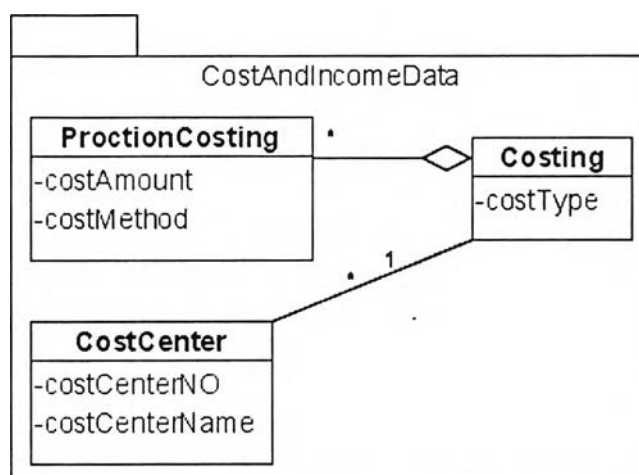 CostAndIncomeData
ProctionCosting
-costAmount
-costMethod
*
Costing
-costType
1
*
CostCenter
-costCenterNO
-costCenterName